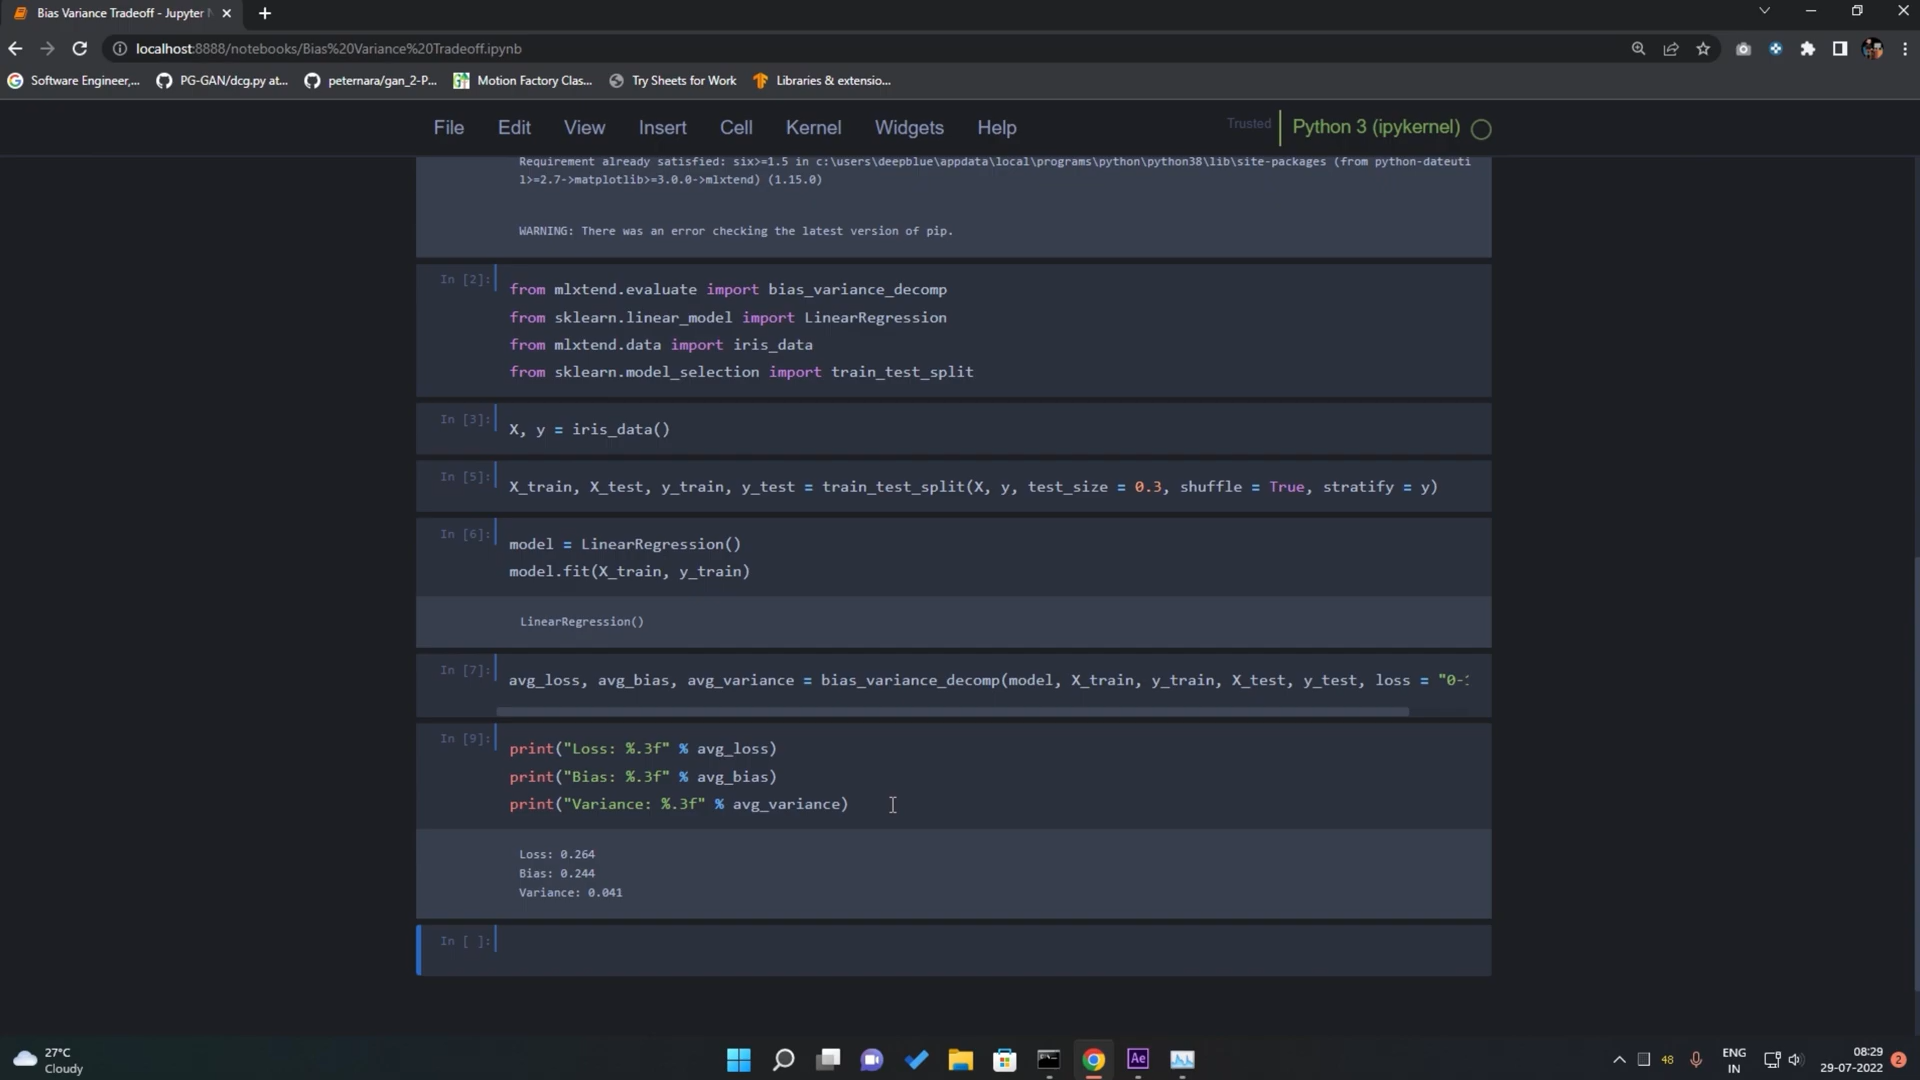 Bias Variance Tradeoff - Jupyter
localhost:8888/notebooks/Bias%20Variance%20Tradeoff.ipynb
Software Engineer,... PG-GAN/dcg.py at... peternara/gan_2-P... Motion Factory Clas... Try Sheets for Work Libraries & extensio...
File Edit View Insert Cell Kernel Widgets Help Trusted Python 3 (ipykernel)
Requirement already satisfied: six>=1.5 in c:\users\deepblue\appdata\local\programs\python\python38\lib\site-packages (from python-dateuti
l>=2.7->matplotlib>=3.0.0->mlxtend) (1.15.0)
WARNING: There was an error checking the latest version of pip.
In [2]:
from mlxtend.evaluate import bias_variance_decomp
from sklearn.linear_model import LinearRegression
from mlxtend.data import iris_data
from sklearn.model_selection import train_test_split
In [3]:
X, y = iris_data()
In [5]:
X_train, X_test, y_train, y_test = train_test_split(X, y, test_size = 0.3, shuffle = True, stratify = y)
In [6]:
model = LinearRegression()
model.fit(X_train, y_train)
LinearRegression()
In [7]:
avg_loss, avg_bias, avg_variance = bias_variance_decomp(model, X_train, y_train, X_test, y_test, loss = "0-1
In [9]:
print("Loss: %.3f" % avg_loss)
print("Bias: %.3f" % avg_bias)
print("Variance: %.3f" % avg_variance)
Loss: 0.264
Bias: 0.244
Variance: 0.041
In [ ]:
27°C
Cloudy
Ae
48
ENG
IN
08:29
29-07-2022
2